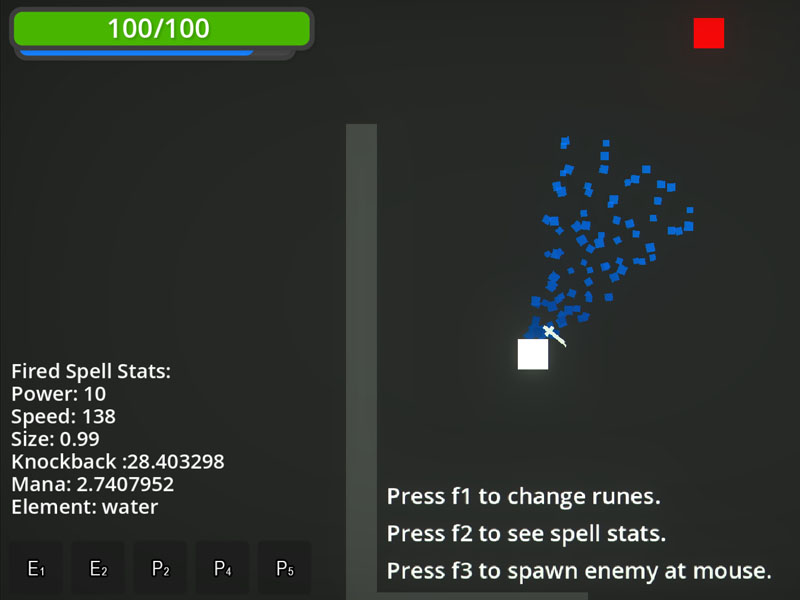 100/100
Fired Spell Stats:
Power: 10
Speed: 138
Size: 0.99
Knockback :28.403298
Mana: 2.7407952
Element: water
Press f1 to change runes.
Press f2 to see spell stats.
Press f3 to spawn enemy at mouse.
E1 E2 P2 P4 P5